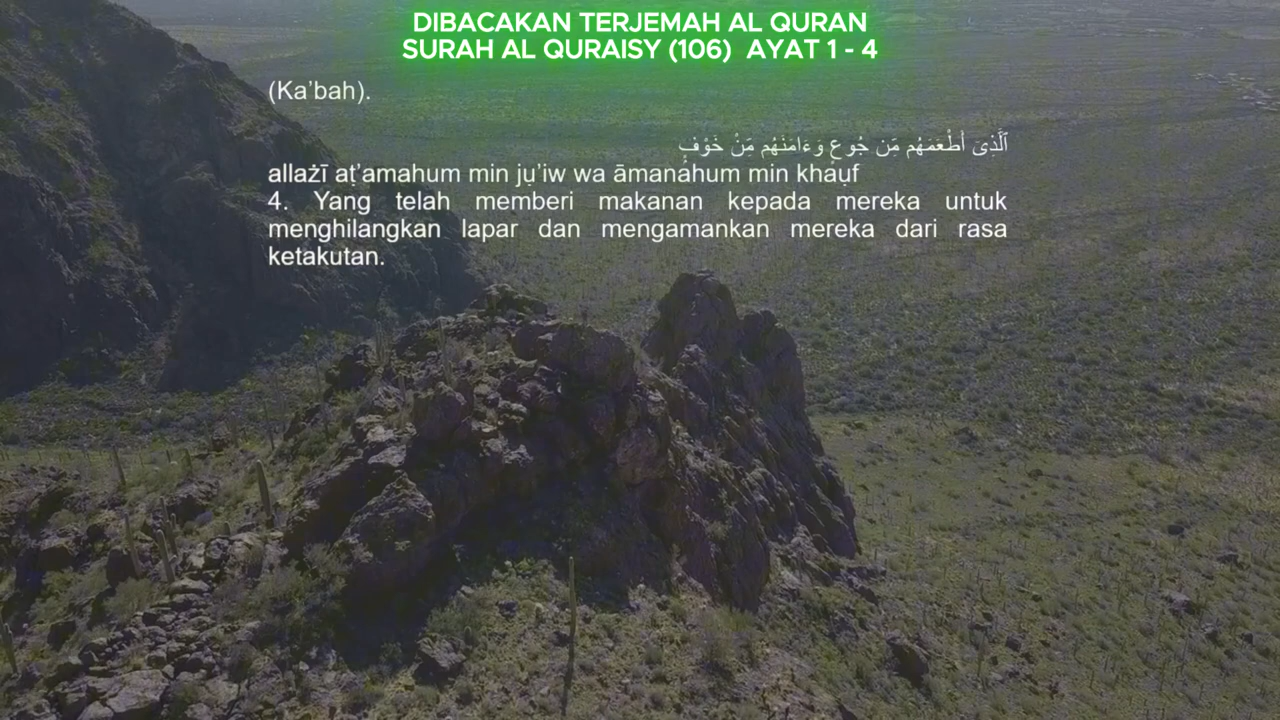 DIBACAKAN TERJEMAH AL QURAN
SURAH AL QURAISY (106) AYAT 1 - 4
(Ka’bah).
ٱلَّذِىٓ أَطْعَمَهُم مِّن جُوعٍ وَءَامَنَهُم مِّنْ خَوْفٍۭ
allażī aṭ’amahum min jụ’iw wa āmanahum min khaụf
4. Yang telah memberi makanan kepada mereka untuk
menghilangkan lapar dan mengamankan mereka dari rasa
ketakutan.